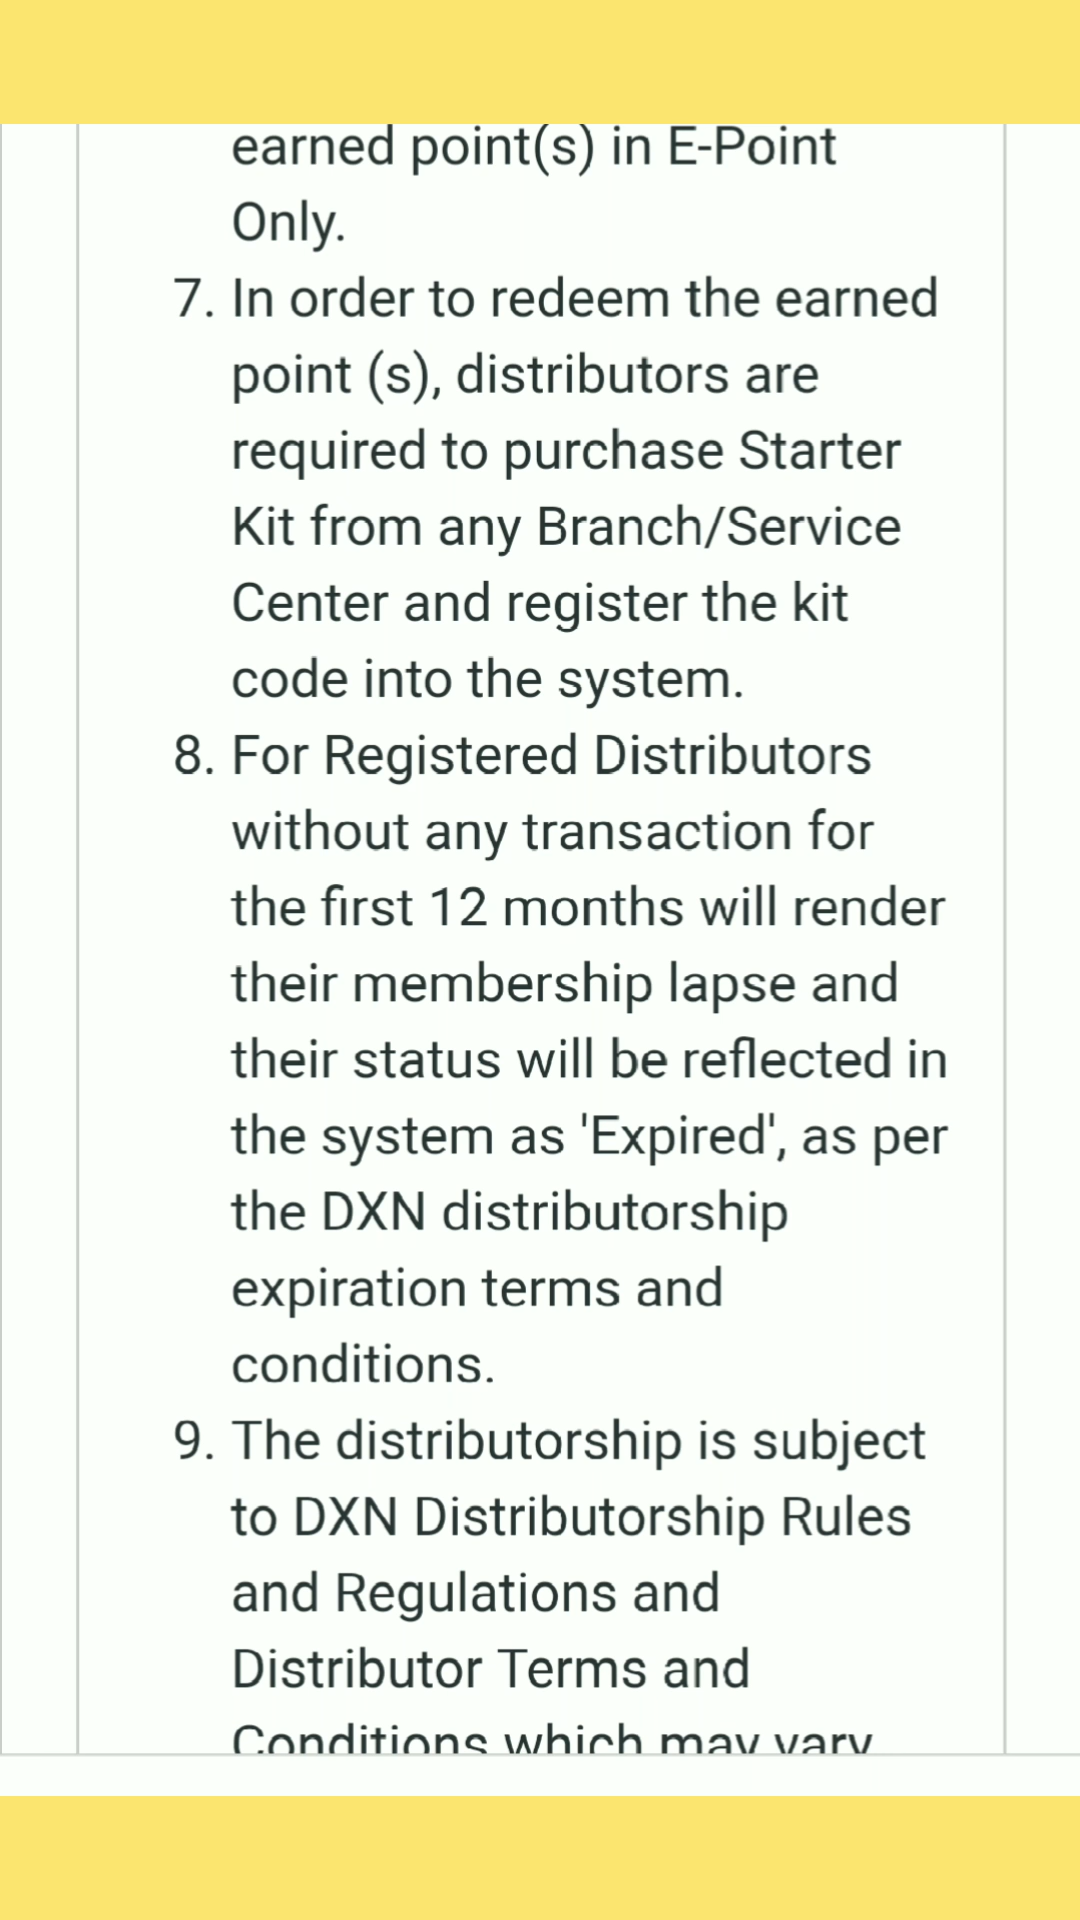 earned point(s) in E-Point
Only.
7. In order to redeem the earned
point (s), distributors are
required to purchase Starter
Kit from any Branch/Service
Center and register the kit
code into the system.
8. For Registered Distributors
without any transaction for
the first 12 months will render
their membership lapse and
their status will be reflected in
the system as 'Expired', as per
the DXN distributorship
expiration terms and
conditions.
9. The distributorship is subject
to DXN Distributorship Rules
and Regulations and
Distributor Terms and
Conditions which may vary